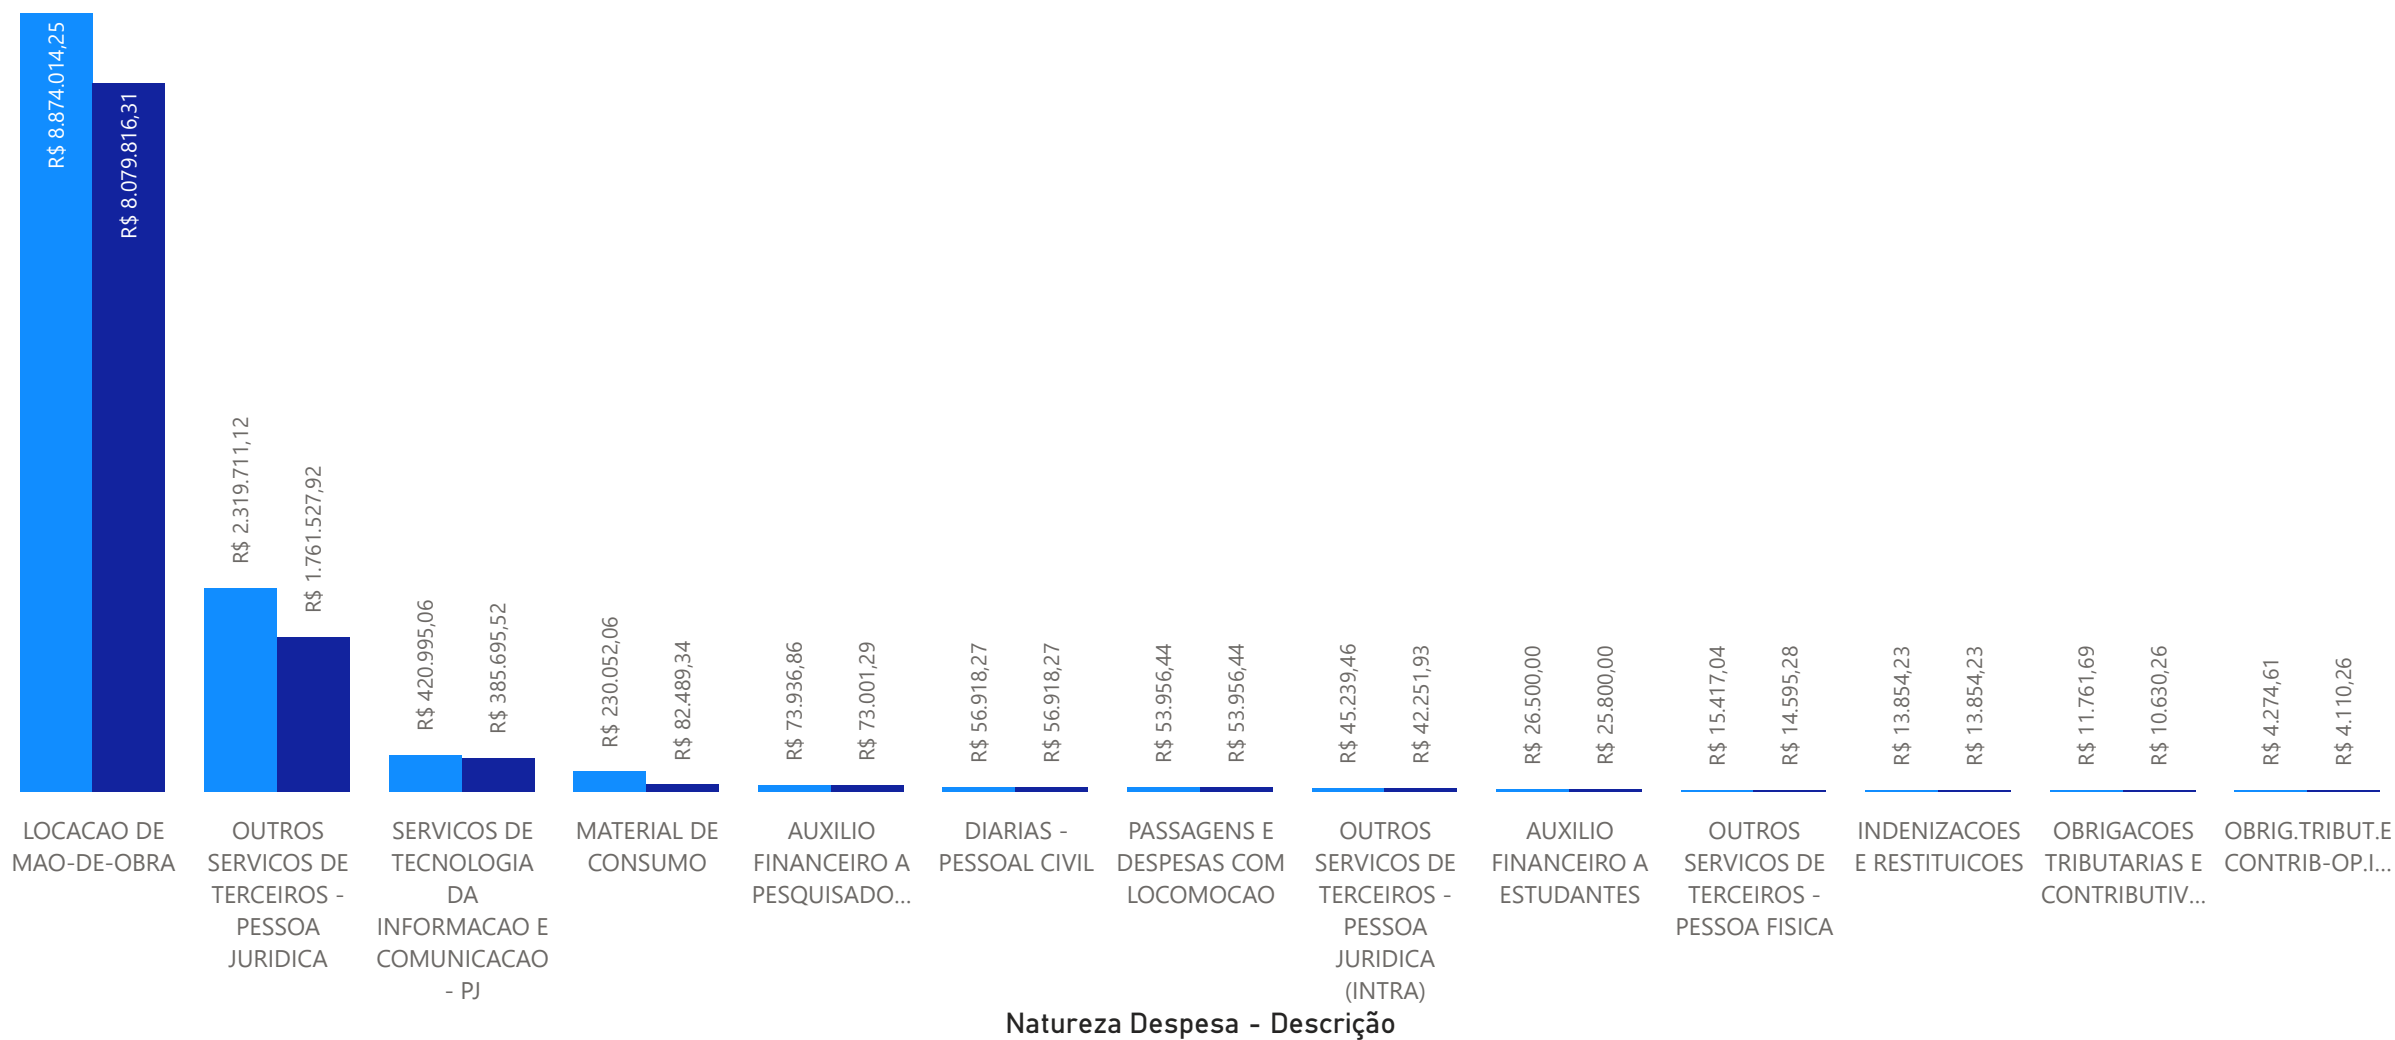 R$ 8.874.014,25
R$ 8.079.816,31
R$ 2.319.711,12
R$ 1.761.527,92
R$ 420.995,06
R$ 385.695,52
R$ 230.052,06
R$ 82.489,34
R$ 73.936,86
R$ 73.001,29
R$ 56.918,27
R$ 56.918,27
R$ 53.956,44
R$ 53.956,44
R$ 45.239,46
R$ 42.251,93
R$ 26.500,00
R$ 25.800,00
R$ 15.417,04
R$ 14.595,28
R$ 13.854,23
R$ 13.854,23
R$ 11.761,69
R$ 10.630,26
R$ 4.274,61
R$ 4.110,26
LOCACAO DE
MAO-DE-OBRA
OUTROS
SERVICOS DE
TERCEIROS -
PESSOA
JURIDICA
SERVICOS DE
TECNOLOGIA
DA
INFORMACAO E
COMUNICACAO
- PJ
MATERIAL DE
CONSUMO
AUXILIO
FINANCEIRO A
PESQUISADO...
DIARIAS -
PESSOAL CIVIL
PASSAGENS E
DESPESAS COM
LOCOMOCAO
OUTROS
SERVICOS DE
TERCEIROS -
PESSOA
JURIDICA
(INTRA)
AUXILIO
FINANCEIRO A
ESTUDANTES
OUTROS
SERVICOS DE
TERCEIROS -
PESSOA FISICA
INDENIZACOES
E RESTITUICOES
OBRIGACOES
TRIBUTARIAS E
CONTRIBUTIV...
OBRIG.TRIBUT.E
CONTRIB-OP.I...
Natureza Despesa - Descrição